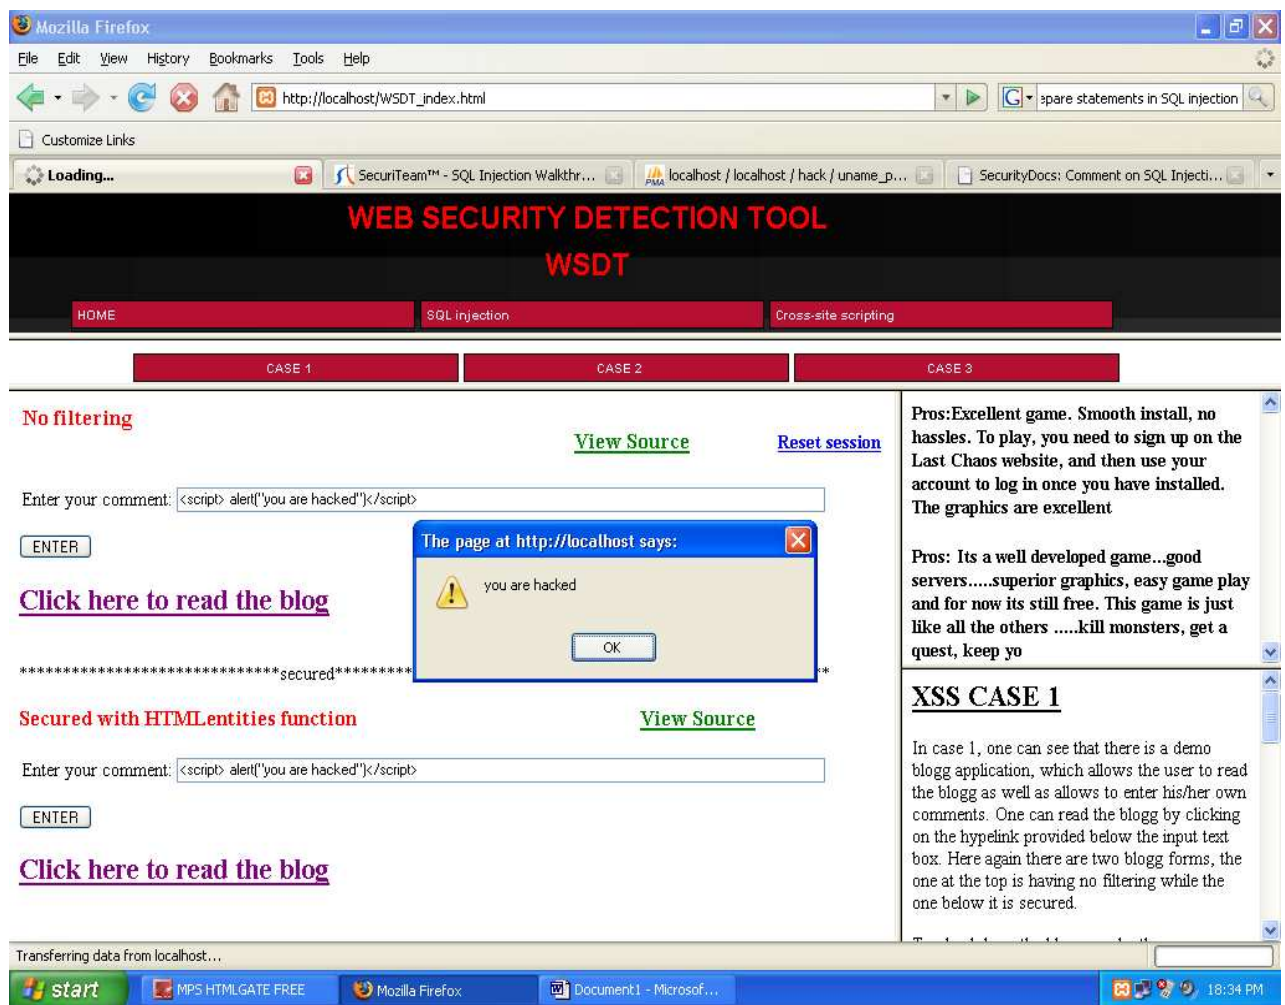 Mozilla Firefox
File Edit View History Bookmarks Tools Help
http://localhost/WSDT_index.html
epare statements in SQL injection
Customize Links
Loading...
SecuriTeam™ - SQL Injection Walkthr...
localhost / localhost / hack / uname_p...
SecurityDocs: Comment on SQL Injecti...
WEB SECURITY DETECTION TOOL
WSDT
HOME
SQL injection
Cross-site scripting
CASE 1
CASE 2
CASE 3
No filtering
View Source
Reset session
Enter your comment: <script> alert("you are hacked")</script>
ENTER
Click here to read the blog
The page at http://localhost says:
you are hacked
OK
******************************secured*********
**
Secured with HTMLentities function
View Source
Enter your comment: <script> alert("you are hacked")</script>
ENTER
Click here to read the blog
Pros:Excellent game. Smooth install, no
hassles. To play, you need to sign up on the
Last Chaos website, and then use your
account to log in once you have installed.
The graphics are excellent
Pros: Its a well developed game...good
servers.....superior graphics, easy game play
and for now its still free. This game is just
like all the others .....kill monsters, get a
quest, keep yo
XSS CASE 1
In case 1, one can see that there is a demo
blogg application, which allows the user to read
the blogg as well as allows to enter his/her own
comments. One can read the blogg by clicking
on the hypelink provided below the input text
box. Here again there are two blogg forms, the
one at the top is having no filtering while the
one below it is secured.
Transferring data from localhost...
start
MPS HTMLGATE FREE
Mozilla Firefox
Document1 - Microsof...
18:34 PM